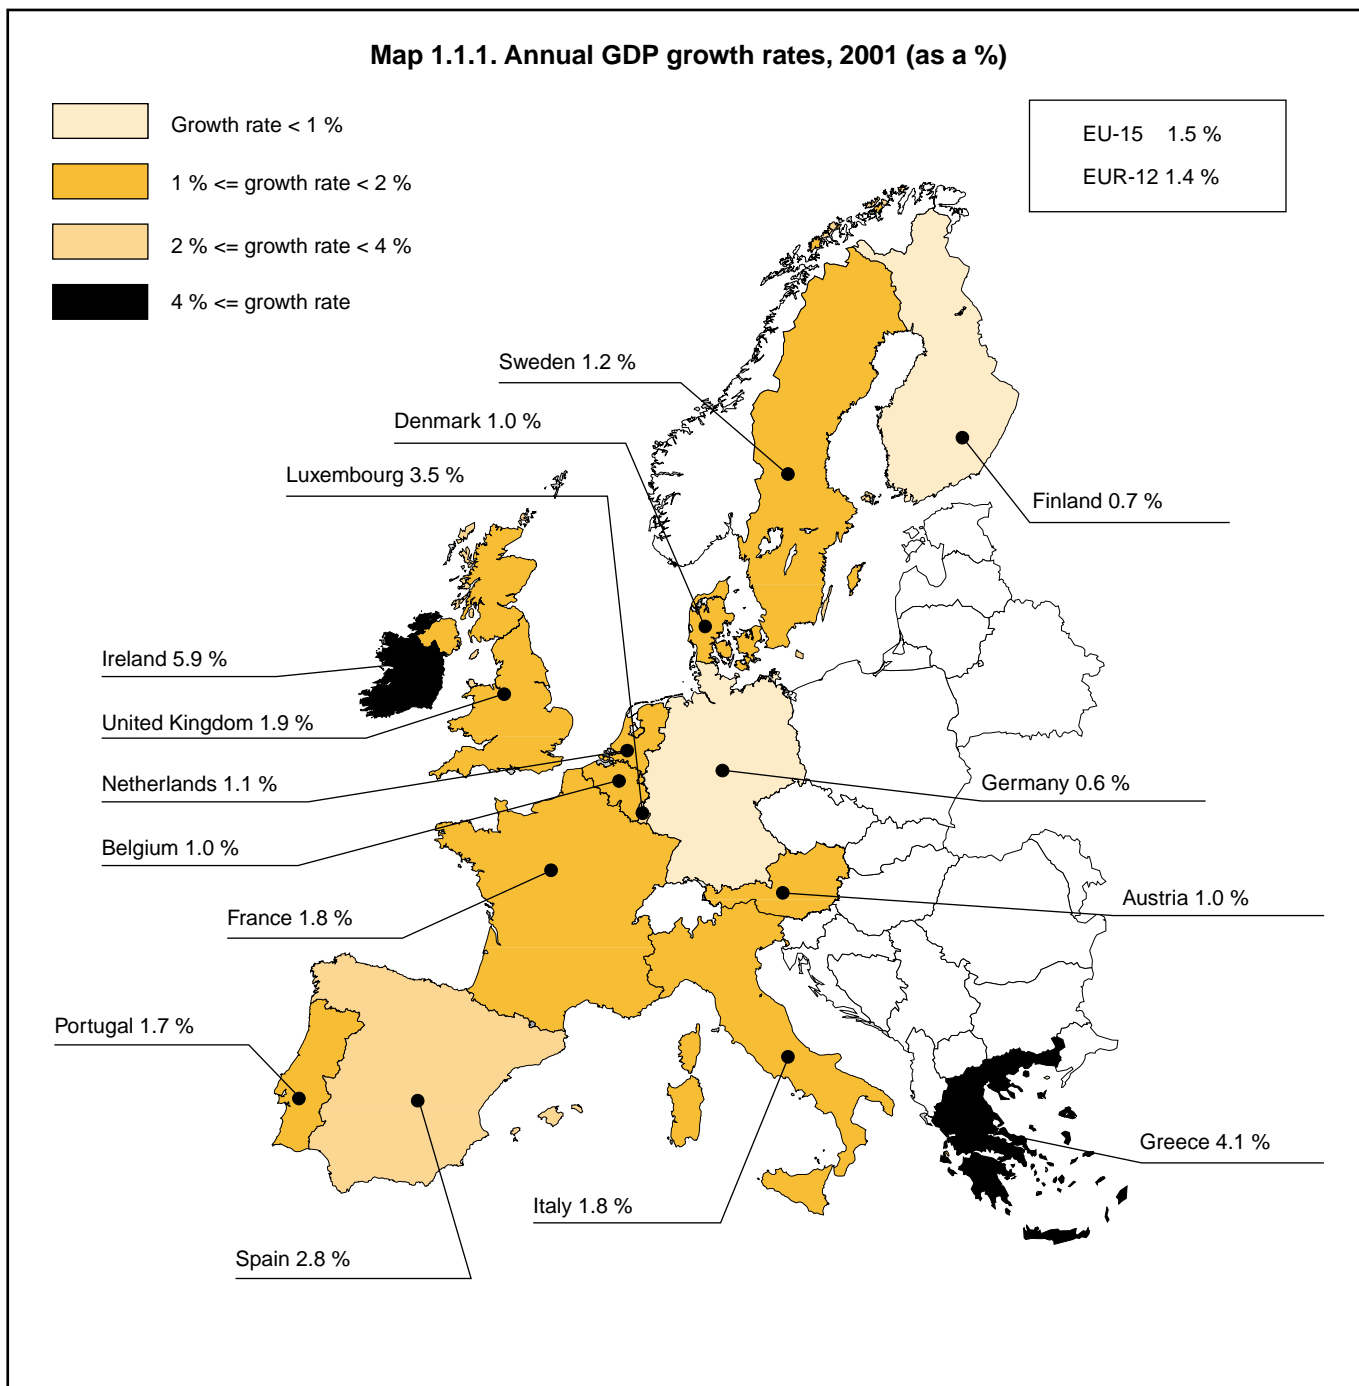 Map 1.1.1. Annual GDP growth rates, 2001 (as a %)
Growth rate < 1 %
1 % <= growth rate < 2 %
2 % <= growth rate < 4 %
4 % <= growth rate
EU-15 1.5 %
EUR-12 1.4 %
Sweden 1.2 %
Denmark 1.0 %
Luxembourg 3.5 %
Finland 0.7 %
Ireland 5.9 %
United Kingdom 1.9 %
Netherlands 1.1 %
Germany 0.6 %
Belgium 1.0 %
Austria 1.0 %
France 1.8 %
Portugal 1.7 %
Greece 4.1 %
Italy 1.8 %
Spain 2.8 %